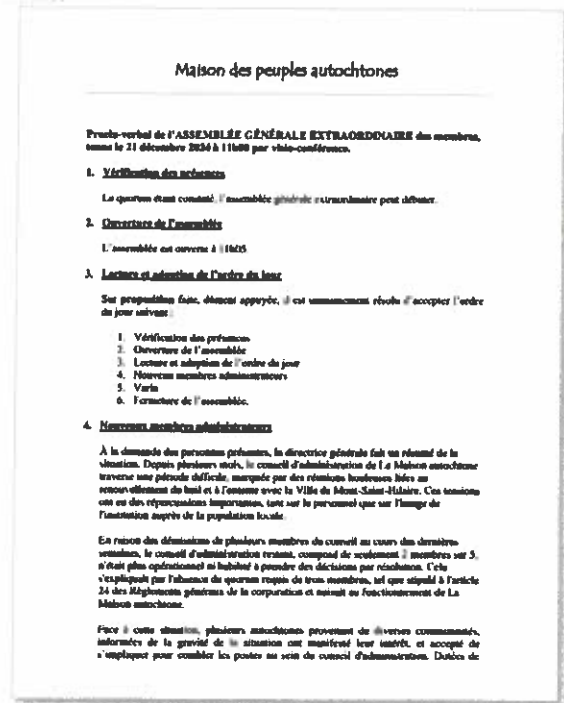 Maison des peuples autochtones
Procès-verbal de l'ASSEMBLÉE GÉNÉRALE EXTRAORDINAIRE des membres,
tenue le 21 décembre 2024 à 11h00 par visio-conférence.
1. Vérification des présences
Le quorum étant constaté, l'assemblée générale extraordinaire peut débuter.
2. Ouverture de l'assemblée
L'assemblée est ouverte à 11h05
3. Lecture et adoption de l'ordre du jour
Sur proposition faite, dûment appuyée, il est unanimement résolu d'accepter l'ordre
du jour suivant :
1. Vérification des présences
2. Ouverture de l'assemblée
3. Lecture et adoption de l'ordre du jour
4. Nouveaux membres administrateurs
5. Varia
6. Fermeture de l'assemblée.
4. Nouveaux membres administrateurs
À la demande des personnes présentes, la directrice générale fait un résumé de la
situation. Depuis plusieurs mois, le conseil d'administration de La Maison autochtone
traverse une période difficile, marquée par des réunions houleuses liées au
renouvellement du bail et à l'entente avec la Ville de Mont-Saint-Hilaire. Ces tensions
ont eu des répercussions importantes, tant sur le personnel que sur l'image de
l'institution auprès de la population locale.
En raison des démissions de plusieurs membres du conseil au cours des dernières
semaines, le conseil d'administration restant, composé de seulement 2 membres sur 5,
n'était plus opérationnel ni habilité à prendre des décisions par résolution. Cela
s'expliquait par l'absence du quorum requis de trois membres, tel que stipulé à l'article
24 des Règlements généraux de la corporation et nuisait au fonctionnement de La
Maison autochtone.
Face à cette situation, plusieurs autochtones provenant de diverses communautés,
informées de la gravité de la situation ont manifesté leur intérêt, et accepté de
s'impliquer pour combler les postes au sein du conseil d'administration. Dotées de